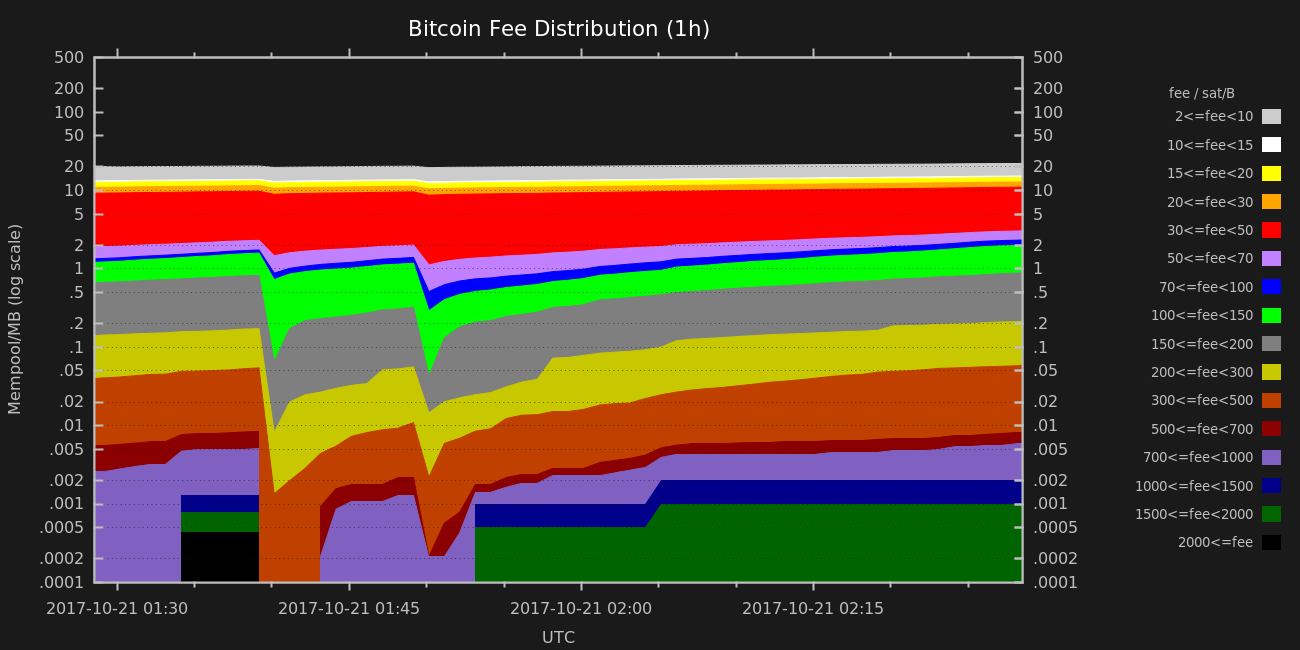 Bitcoin Fee Distribution (1h)
500 500
200 200
100 100
50 50
20 20
10 10
5 5
2 2
1 1
.5 .5
.2 .2
.1 .1
.05 .05
.02 .02
.01 .01
.005 .005
.002 .002
.001 .001
.0005 .0005
.0002 .0002
.0001 .0001
Mempool/MB (log scale)
2017-10-21 01:30 2017-10-21 01:45 2017-10-21 02:00 2017-10-21 02:15
UTC
fee / sat/B
2<=fee<10
10<=fee<15
15<=fee<20
20<=fee<30
30<=fee<50
50<=fee<70
70<=fee<100
100<=fee<150
150<=fee<200
200<=fee<300
300<=fee<500
500<=fee<700
700<=fee<1000
1000<=fee<1500
1500<=fee<2000
2000<=fee